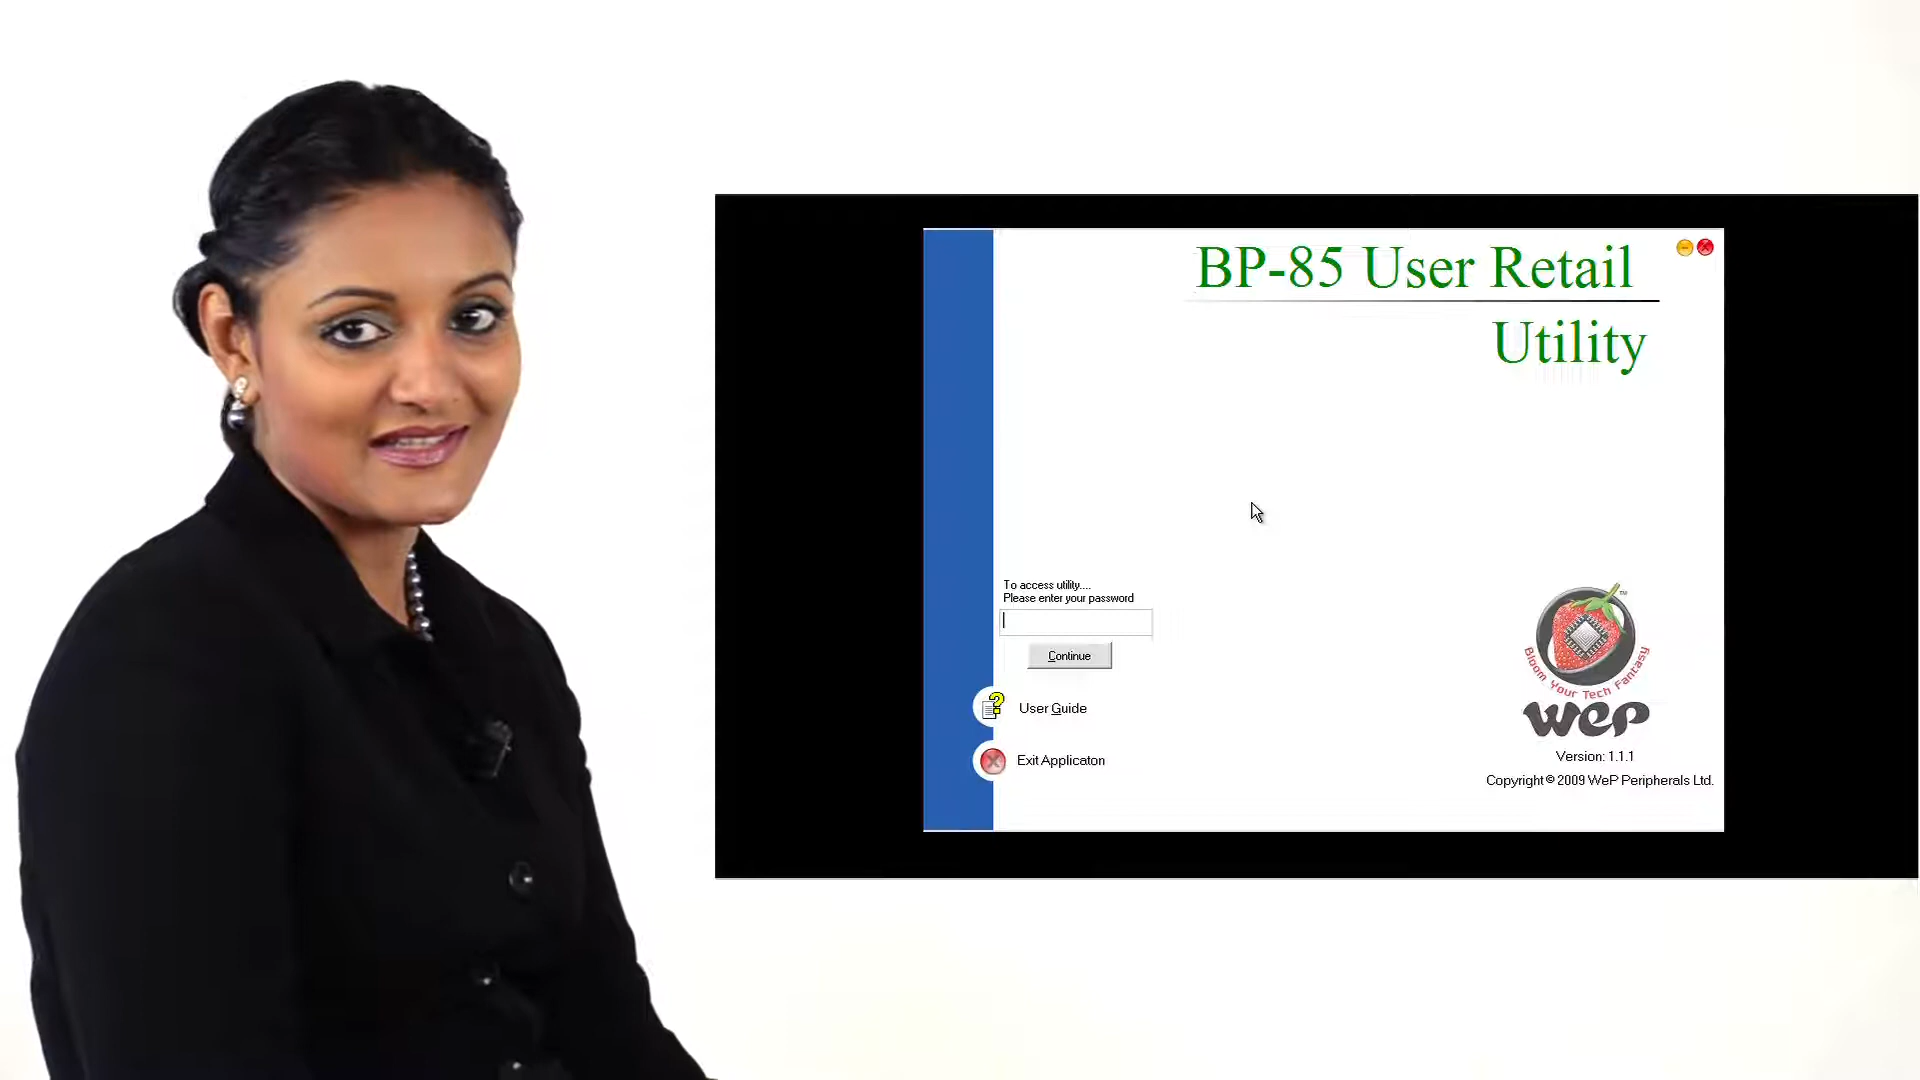 BP-85 User Retail
Utility
To access utility....
Please enter your password
Continue
User Guide
Exit Applicaton
TM
Bloom Your Tech Fantasy
WeP
Version: 1.1.1
Copyright © 2009 WeP Peripherals Ltd.